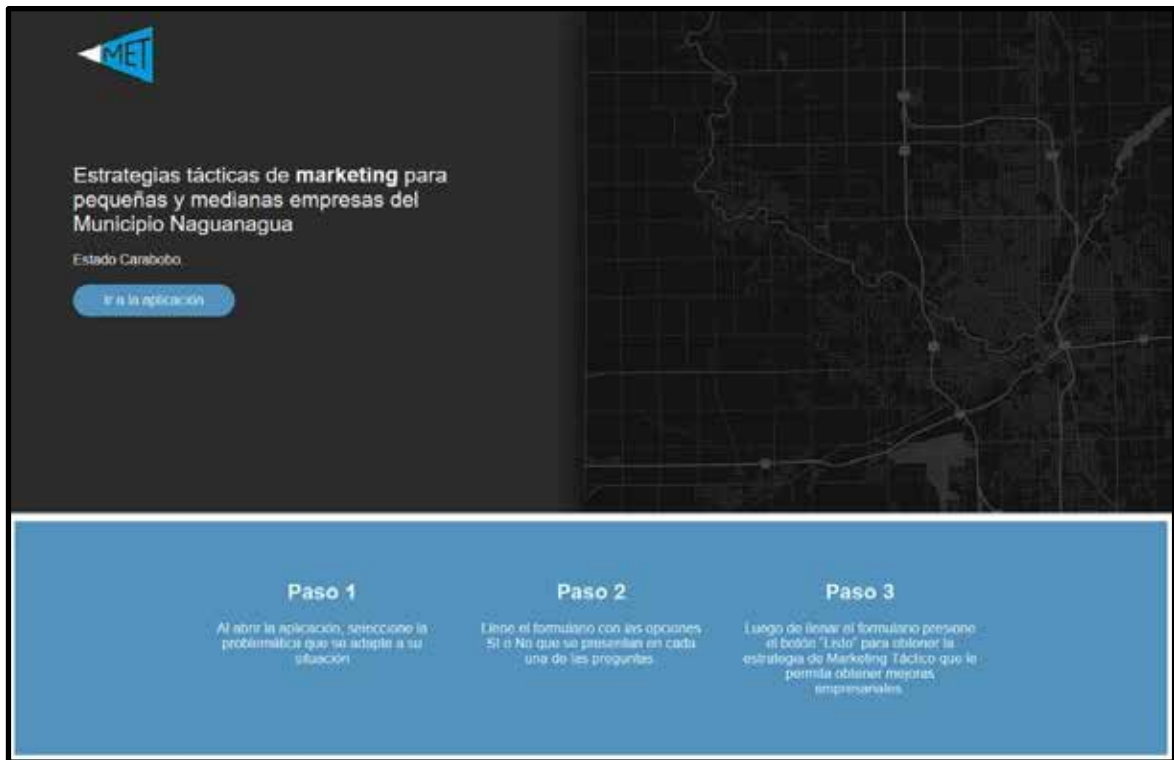 MET
Estrategias tácticas de marketing para
pequeñas y medianas empresas del
Municipio Naguanagua
Estado Carabobo.
Ir a la aplicación
Paso 1
Al abrir la aplicación, seleccione la
problemática que se adapte a su
situación
Paso 2
Llene el formulario con las opciones
SI o No que se presentan en cada
una de las preguntas
Paso 3
Luego de llenar el formulario presione
el botón "Listo" para obtener la
estrategia de Marketing Táctico que le
permita obtener mejoras
empresariales